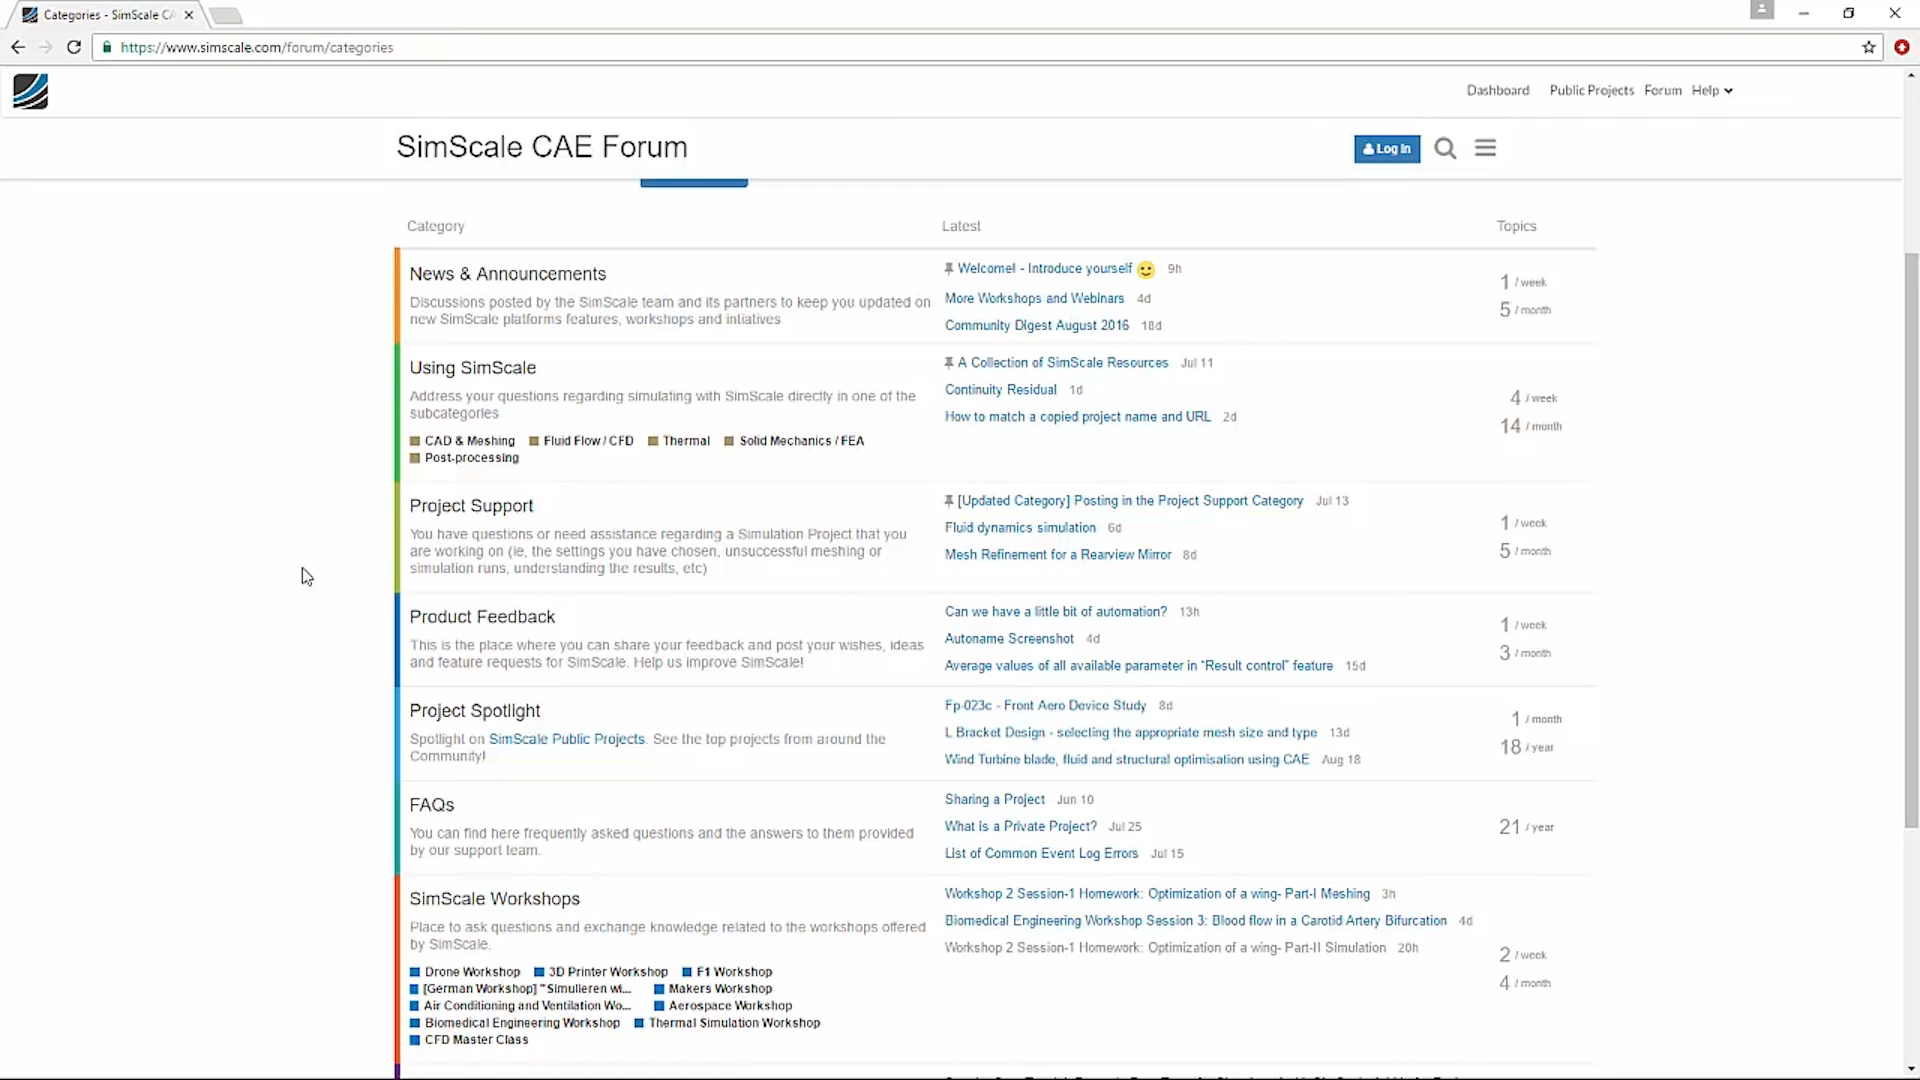 Categories - SimScale CA
https://www.simscale.com/forum/categories
Dashboard Public Projects Forum Help
SimScale CAE Forum
Log In
Category Latest Topics
News & Announcements
Discussions posted by the SimScale team and its partners to keep you updated on
new SimScale platforms features, workshops and intiatives
Welcome! - Introduce yourself 9h
More Workshops and Webinars 4d
Community Digest August 2016 18d
1 / week
5 / month
Using SimScale
Address your questions regarding simulating with SimScale directly in one of the
subcategories
CAD & Meshing Fluid Flow / CFD Thermal Solid Mechanics / FEA
Post-processing
A Collection of SimScale Resources Jul 11
Continuity Residual 1d
How to match a copied project name and URL 2d
4 / week
14 / month
Project Support
You have questions or need assistance regarding a Simulation Project that you
are working on (ie, the settings you have chosen, unsuccessful meshing or
simulation runs, understanding the results, etc)
[Updated Category] Posting in the Project Support Category Jul 13
Fluid dynamics simulation 6d
Mesh Refinement for a Rearview Mirror 8d
1 / week
5 / month
Product Feedback
This is the place where you can share your feedback and post your wishes, ideas
and feature requests for SimScale. Help us improve SimScale!
Can we have a little bit of automation? 13h
Autoname Screenshot 4d
Average values of all available parameter in “Result control” feature 15d
1 / week
3 / month
Project Spotlight
Spotlight on SimScale Public Projects. See the top projects from around the
Community!
Fp-023c - Front Aero Device Study 8d
L Bracket Design - selecting the appropriate mesh size and type 13d
Wind Turbine blade, fluid and structural optimisation using CAE Aug 18
1 / month
18 / year
FAQs
You can find here frequently asked questions and the answers to them provided
by our support team.
Sharing a Project Jun 10
What is a Private Project? Jul 25
List of Common Event Log Errors Jul 15
21 / year
SimScale Workshops
Place to ask questions and exchange knowledge related to the workshops offered
by SimScale.
Drone Workshop 3D Printer Workshop F1 Workshop
[German Workshop] "Simulieren wi... Makers Workshop
Air Conditioning and Ventilation Wo... Aerospace Workshop
Biomedical Engineering Workshop Thermal Simulation Workshop
CFD Master Class
Workshop 2 Session-1 Homework: Optimization of a wing- Part-I Meshing 3h
Biomedical Engineering Workshop Session 3: Blood flow in a Carotid Artery Bifurcation 4d
Workshop 2 Session-1 Homework: Optimization of a wing- Part-II Simulation 20h
2 / week
4 / month